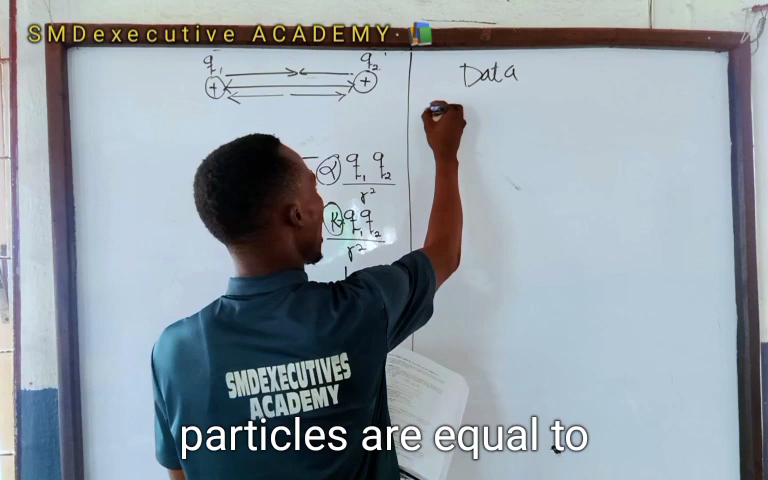 SMDexecutive ACADEMY
q₁ q₂
+ +
Data
α q₁ q₂
r²
K q₁ q₂
r²
SMDEXECUTIVES
ACADEMY
particles are equal to